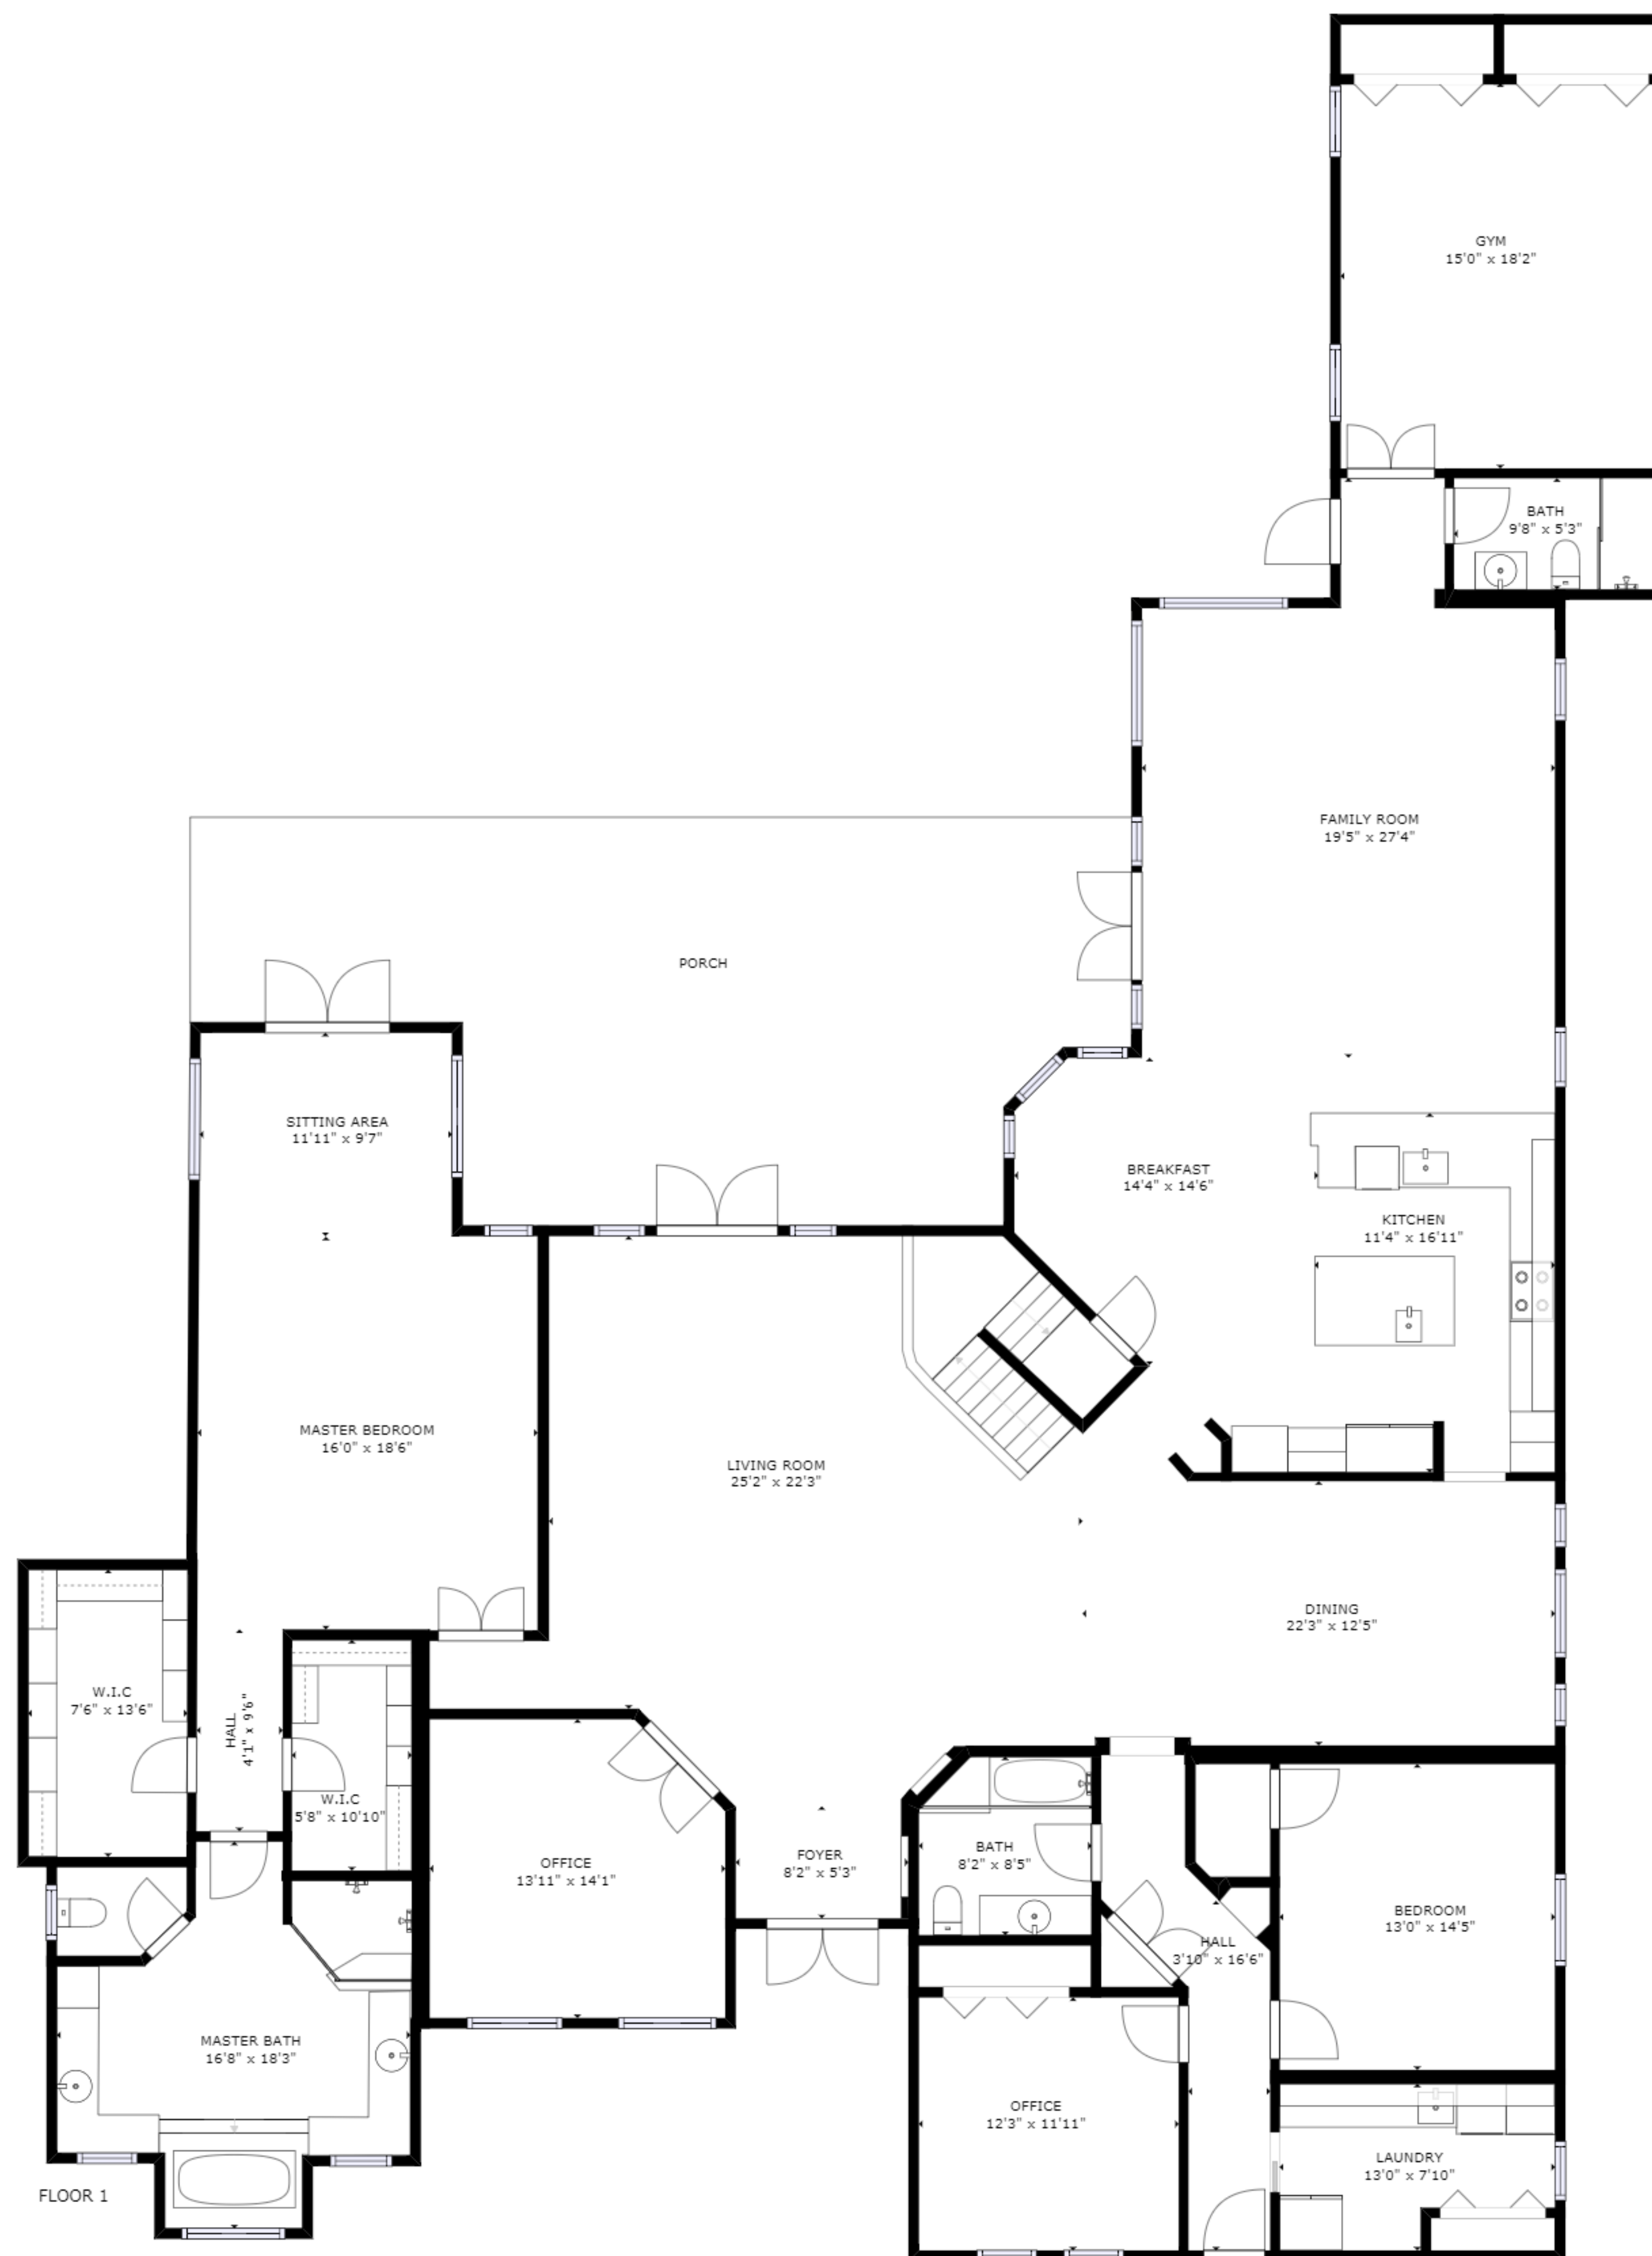 GYM
15'0" x 18'2"
BATH
9'8" x 5'3"
FAMILY ROOM
19'5" x 27'4"
PORCH
SITTING AREA
11'11" x 9'7"
BREAKFAST
14'4" x 14'6"
KITCHEN
11'4" x 16'11"
MASTER BEDROOM
16'0" x 18'6"
LIVING ROOM
25'2" x 22'3"
DINING
22'3" x 12'5"
W.I.C
7'6" x 13'6"
HALL
4'1" x 9'6"
W.I.C
5'8" x 10'10"
OFFICE
13'11" x 14'1"
FOYER
8'2" x 5'3"
BATH
8'2" x 8'5"
BEDROOM
13'0" x 14'5"
HALL
3'10" x 16'6"
MASTER BATH
16'8" x 18'3"
OFFICE
12'3" x 11'11"
LAUNDRY
13'0" x 7'10"
FLOOR 1